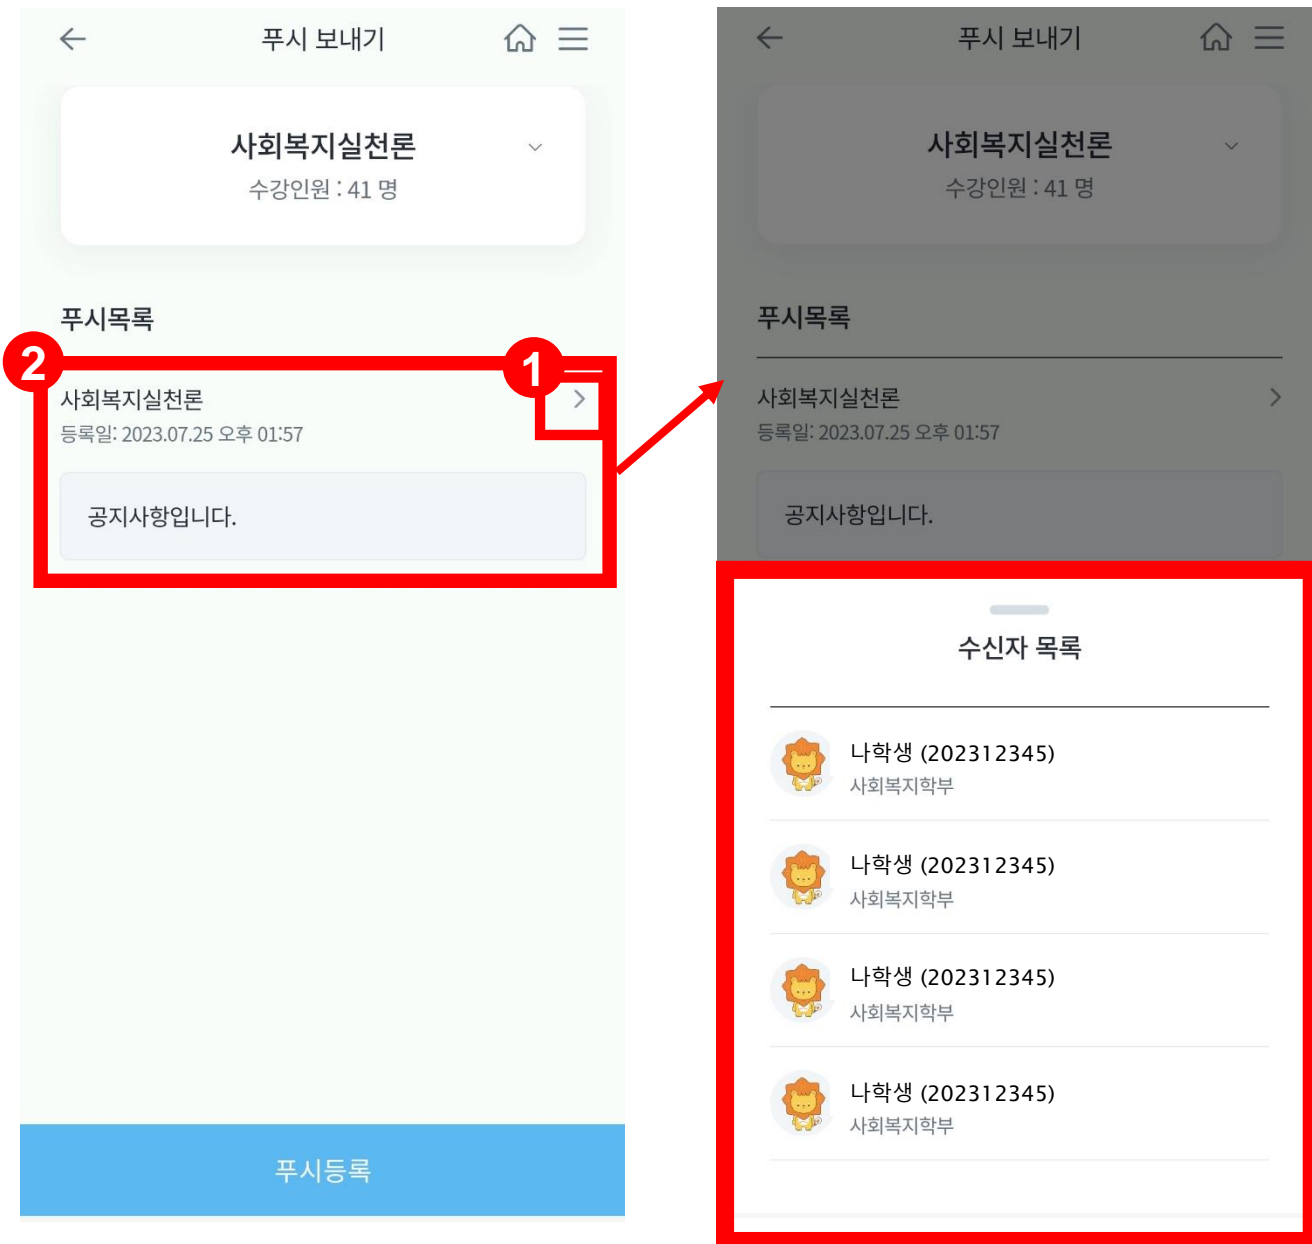 푸시 보내기
사회복지실천론
수강인원 : 41 명
푸시목록
2
1
사회복지실천론
등록일: 2023.07.25 오후 01:57
공지사항입니다.
푸시등록
푸시 보내기
사회복지실천론
수강인원 : 41 명
푸시목록
사회복지실천론
등록일: 2023.07.25 오후 01:57
공지사항입니다.
수신자 목록
나학생 (202312345)
사회복지학부
나학생 (202312345)
사회복지학부
나학생 (202312345)
사회복지학부
나학생 (202312345)
사회복지학부